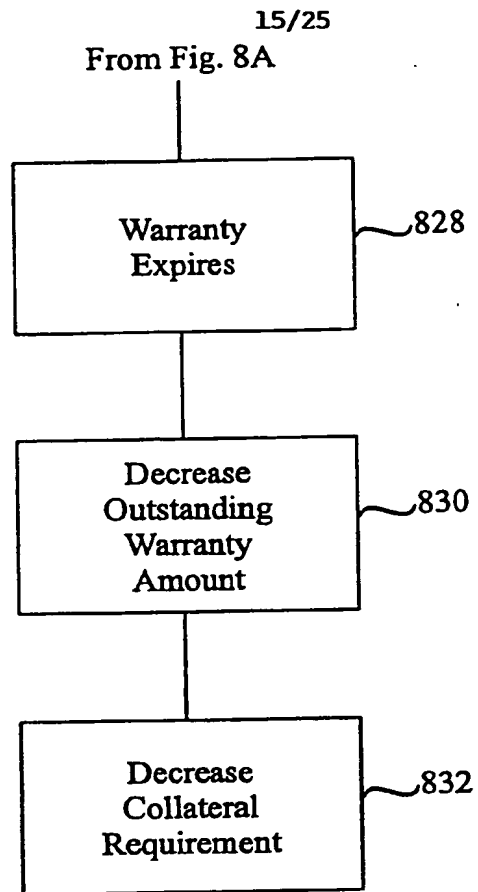 15/25
From Fig. 8A
Warranty
Expires
828
Decrease
Outstanding
Warranty
Amount
830
Decrease
Collateral
Requirement
832